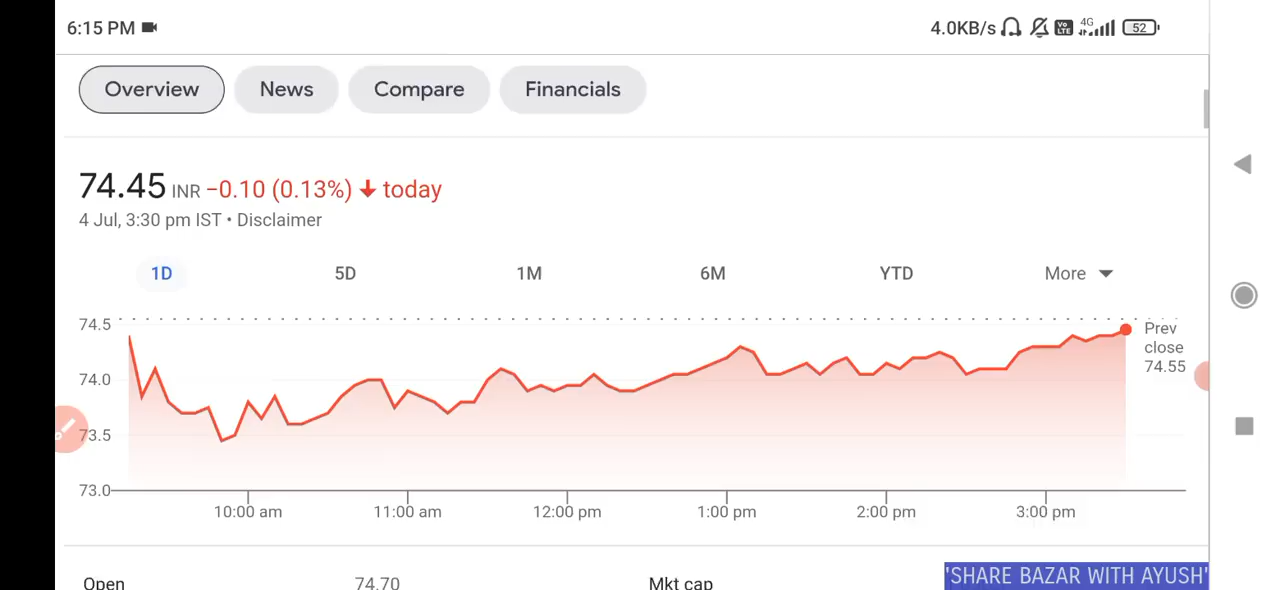 6:15 PM 4.0KB/s Vo LTE 4G 52
Overview News Compare Financials
74.45 INR −0.10 (0.13%) today
4 Jul, 3:30 pm IST • Disclaimer
1D 5D 1M 6M YTD More
74.5
74.0
73.5
73.0
Prev
close
74.55
10:00 am 11:00 am 12:00 pm 1:00 pm 2:00 pm 3:00 pm
Open 74.70 Mkt cap
'SHARE BAZAR WITH AYUSH'